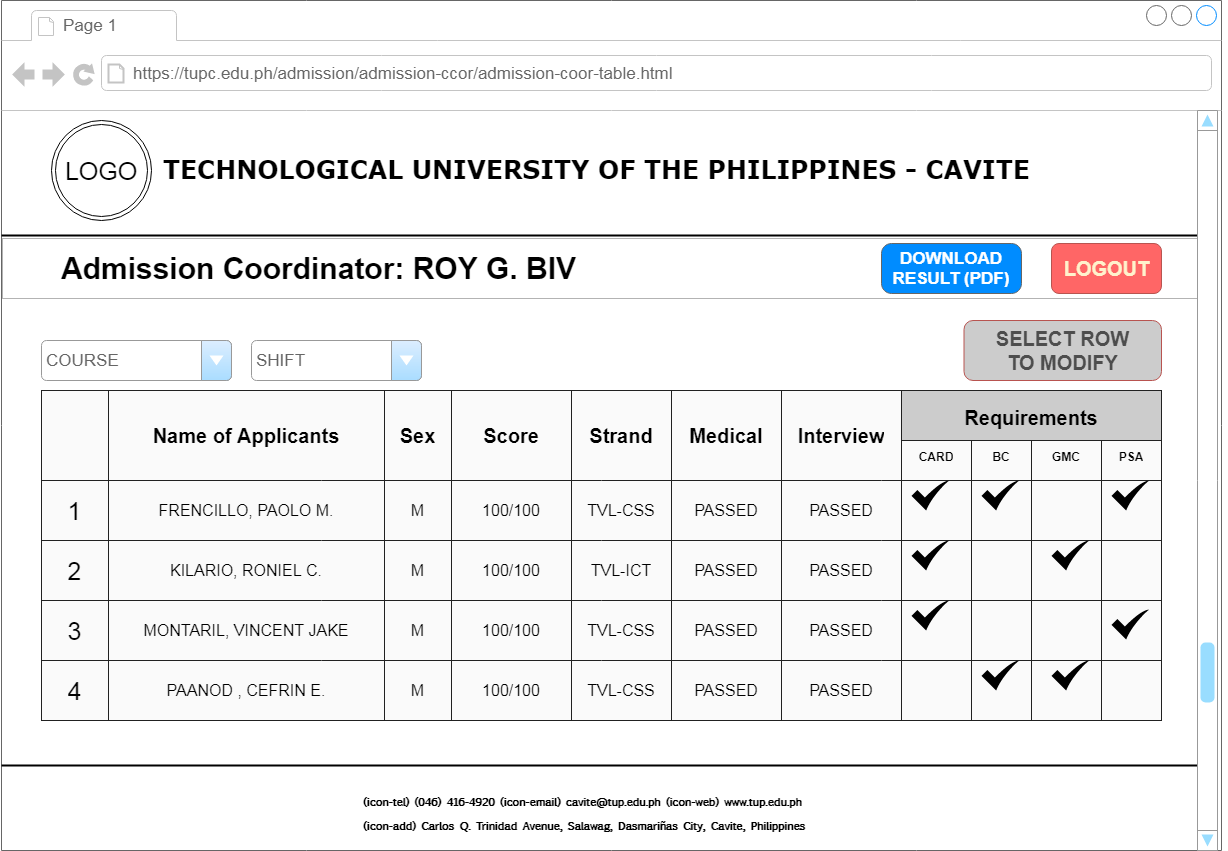 Page 1
https://tupc.edu.ph/admission/admission-ccor/admission-coor-table.html
LOGO
TECHNOLOGICAL UNIVERSITY OF THE PHILIPPINES - CAVITE
Admission Coordinator: ROY G. BIV
DOWNLOAD
RESULT (PDF)
LOGOUT
COURSE
SHIFT
SELECT ROW
TO MODIFY
Name of Applicants Sex Score Strand Medical Interview Requirements
CARD BC GMC PSA
1 FRENCILLO, PAOLO M. M 100/100 TVL-CSS PASSED PASSED ✔ ✔ ✔
2 KILARIO, RONIEL C. M 100/100 TVL-ICT PASSED PASSED ✔ ✔
3 MONTARIL, VINCENT JAKE M 100/100 TVL-CSS PASSED PASSED ✔ ✔
4 PAANOD , CEFRIN E. M 100/100 TVL-CSS PASSED PASSED ✔ ✔
(icon-tel) (046) 416-4920 (icon-email) cavite@tup.edu.ph (icon-web) www.tup.edu.ph
(icon-add) Carlos Q. Trinidad Avenue, Salawag, Dasmariñas City, Cavite, Philippines